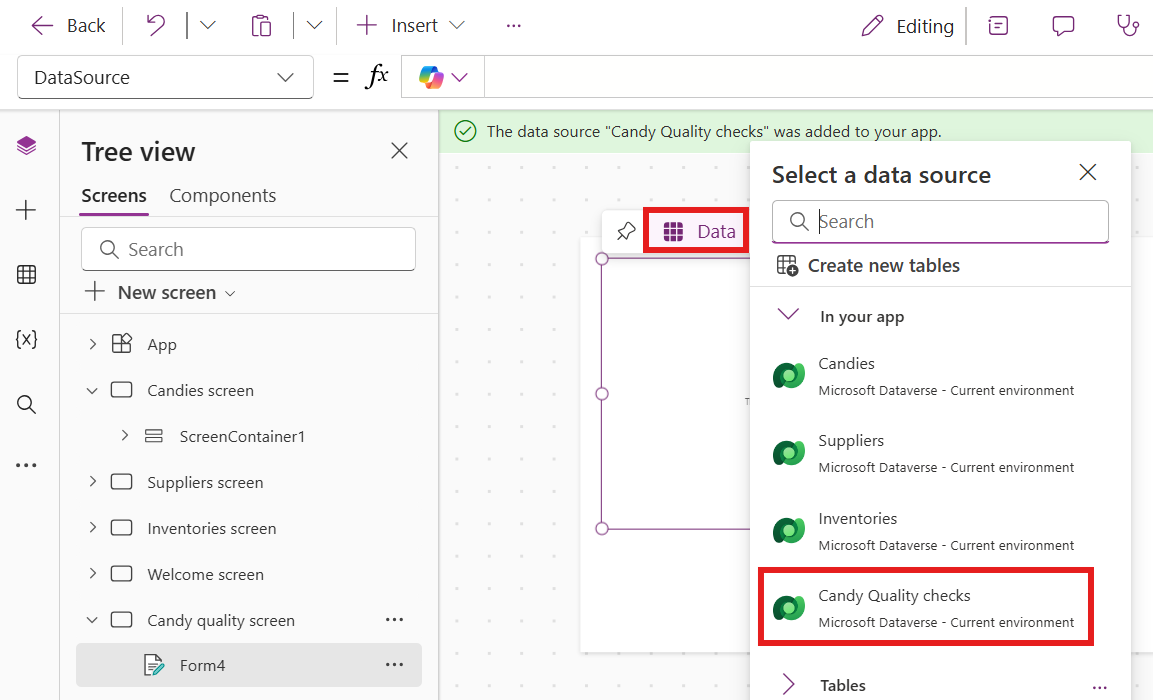 Back
Insert
Editing
DataSource
= fx
The data source "Candy Quality checks" was added to your app.
Tree view
Screens Components
Search
New screen
App
Candies screen
ScreenContainer1
Suppliers screen
Inventories screen
Welcome screen
Candy quality screen
Form4
Data
Select a data source
Search
Create new tables
In your app
Candies
Microsoft Dataverse - Current environment
Suppliers
Microsoft Dataverse - Current environment
Inventories
Microsoft Dataverse - Current environment
Candy Quality checks
Microsoft Dataverse - Current environment
Tables